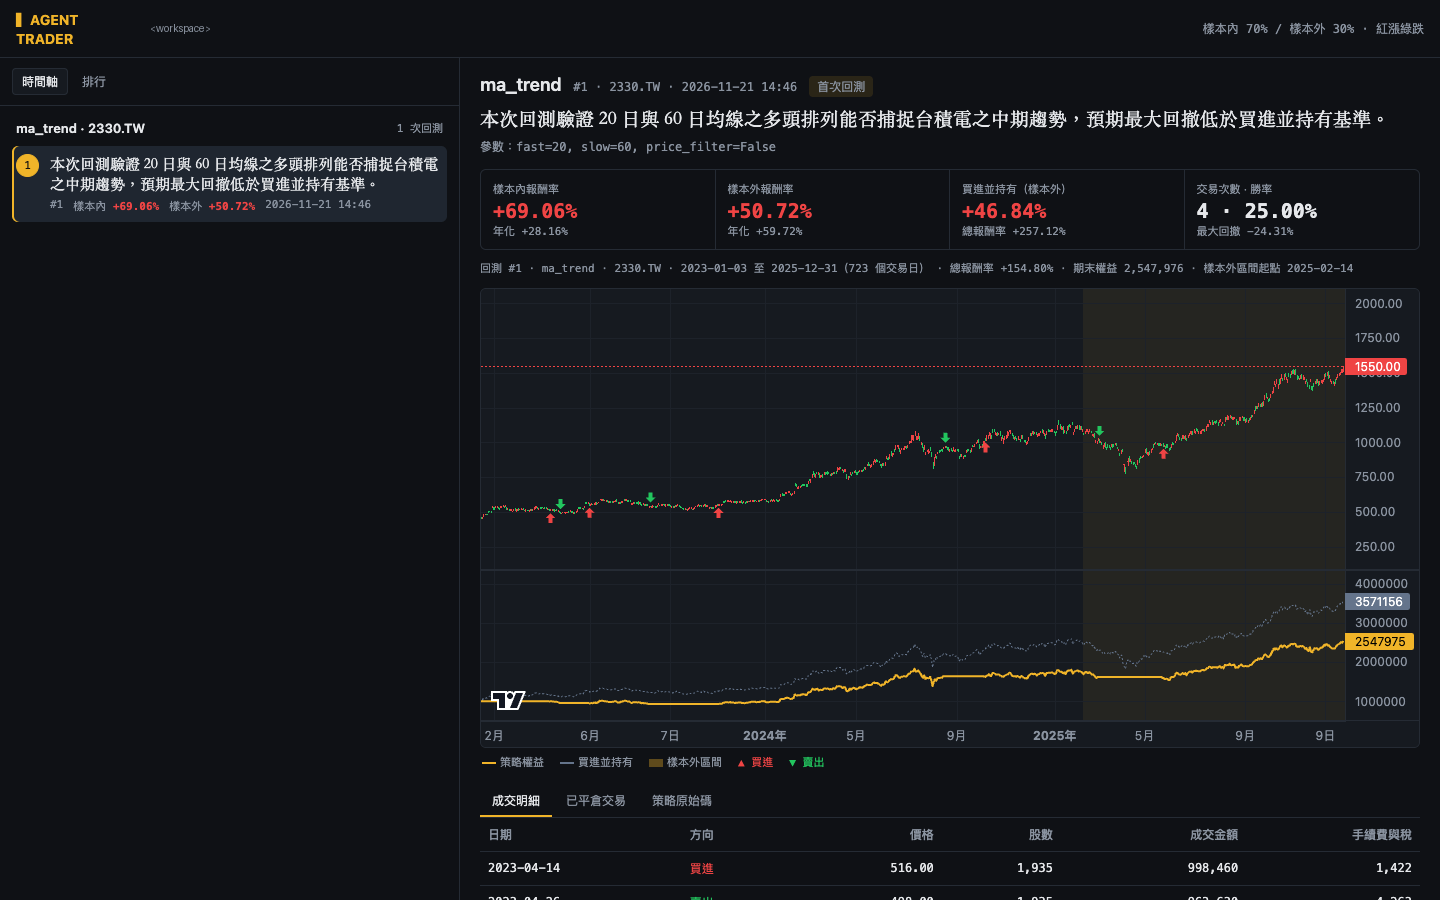 AGENT
TRADER
<workspace>
樣本內 70% / 樣本外 30% · 紅漲綠跌
時間軸 排行
ma_trend · 2330.TW 1 次回測
1 本次回測驗證 20 日與 60 日均線之多頭排列能否捕捉台積電
之中期趨勢，預期最大回撤低於買進並持有基準。
#1 樣本內 +69.06% 樣本外 +50.72% 2026-11-21 14:46
ma_trend #1 · 2330.TW · 2026-11-21 14:46 首次回測
本次回測驗證 20 日與 60 日均線之多頭排列能否捕捉台積電之中期趨勢，預期最大回撤低於買進並持有基準。
參數：fast=20, slow=60, price_filter=False
樣本內報酬率 樣本外報酬率 買進並持有 (樣本外) 交易次數 · 勝率
+69.06% +50.72% +46.84% 4 · 25.00%
年化 +28.16% 年化 +59.72% 總報酬率 +257.12% 最大回撤 -24.31%
回測 #1 · ma_trend · 2330.TW · 2023-01-03 至 2025-12-31 (723 個交易日) · 總報酬率 +154.80% · 期末權益 2,547,976 · 樣本外區間起點 2025-02-14
2000.00
1750.00
1550.00
1250.00
1000.00
750.00
500.00
250.00
4000000
3571156
3000000
2547975
2000000
1000000
2月 6月 7日 2024年 5月 9月 2025年 5月 9月 9日
策略權益 買進並持有 樣本外區間 ▲ 買進 ▼ 賣出
成交明細 已平倉交易 策略原始碼
日期 方向 價格 股數 成交金額 手續費與稅
2023-04-14 買進 516.00 1,935 998,460 1,422